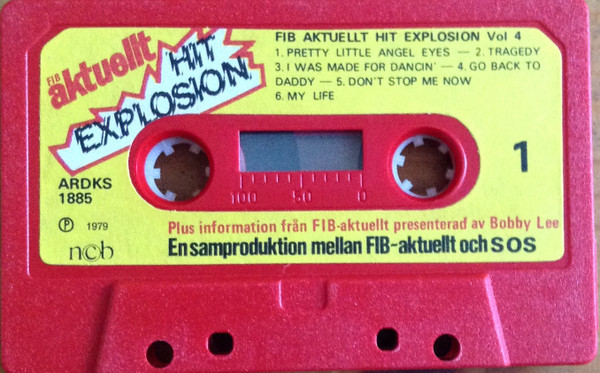 FIB AKTUELLT HIT EXPLOSION Vol 4
1. PRETTY LITTLE ANGEL EYES — 2. TRAGEDY
3. I WAS MADE FOR DANCIN' — 4. GO BACK TO
DADDY — 5. DON'T STOP ME NOW
6. MY LIFE
FIB
aktuellt
HIT
EXPLOSION
ARDKS
1885
1
100 50 0
℗ 1979
ncb
Plus information från FIB-aktuellt presenterad av Bobby Lee
En samproduktion mellan FIB-aktuellt och SOS